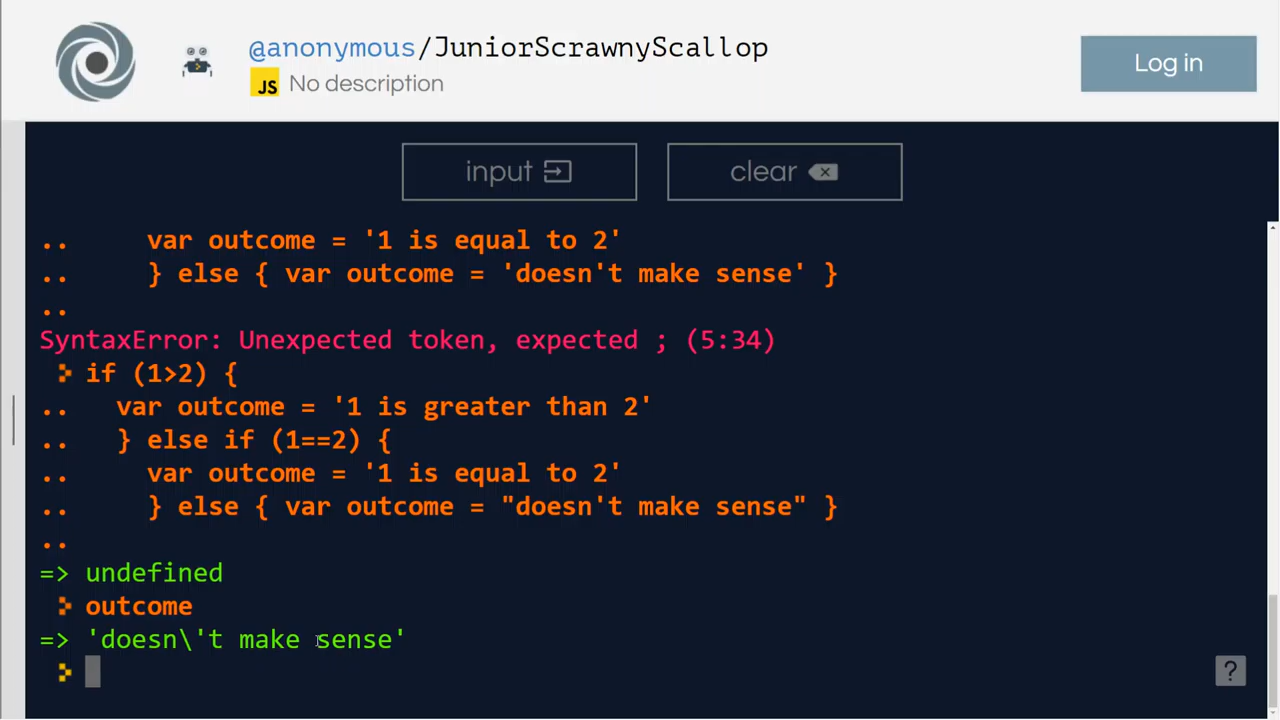 @anonymous/JuniorScrawnyScallop
Log in
JS No description
input clear
.. var outcome = '1 is equal to 2'
.. } else { var outcome = 'doesn't make sense' }
..
SyntaxError: Unexpected token, expected ; (5:34)
if (1>2) {
.. var outcome = '1 is greater than 2'
.. } else if (1==2) {
.. var outcome = '1 is equal to 2'
.. } else { var outcome = "doesn't make sense" }
..
=> undefined
outcome
=> 'doesn\'t make sense'
?